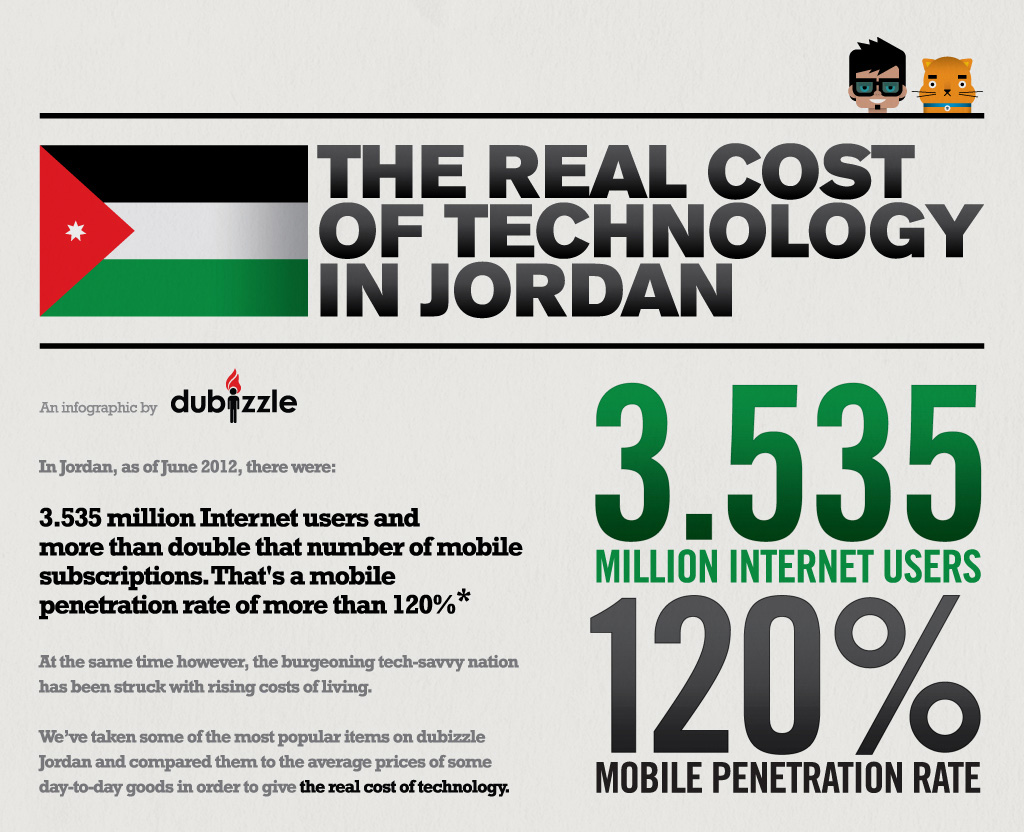 THE REAL COST
OF TECHNOLOGY
IN JORDAN
An infographic by dubizzle
In Jordan, as of June 2012, there were:
3.535 million Internet users and
more than double that number of mobile
subscriptions. That's a mobile
penetration rate of more than 120%*
At the same time however, the burgeoning tech-savvy nation
has been struck with rising costs of living.
We've taken some of the most popular items on dubizzle
Jordan and compared them to the average prices of some
day-to-day goods in order to give the real cost of technology.
3.535
MILLION INTERNET USERS
120%
MOBILE PENETRATION RATE